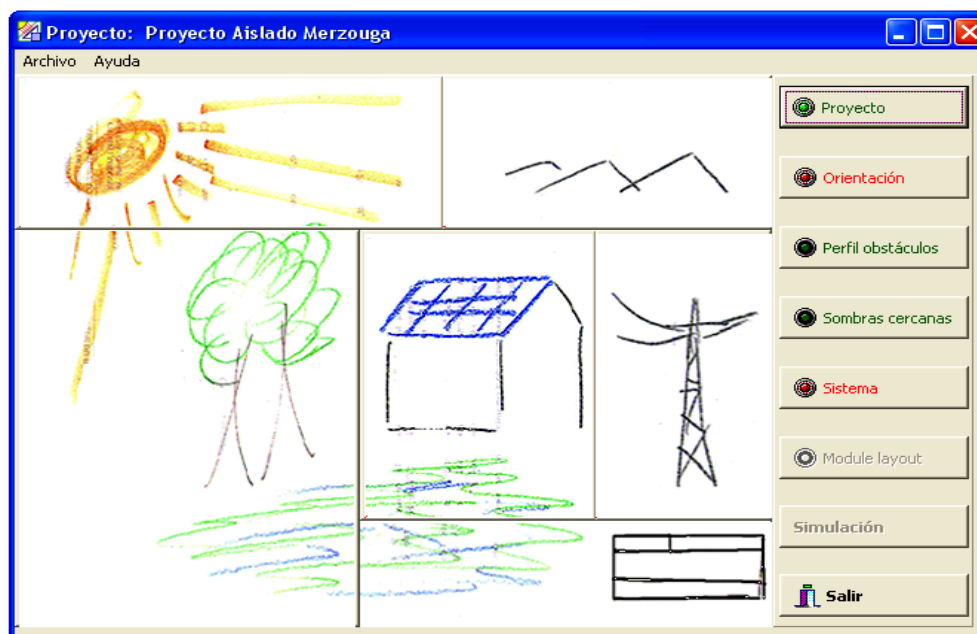 Proyecto:  Proyecto Aislado Merzouga
Archivo Ayuda
Proyecto
Orientación
Perfil obstáculos
Sombras cercanas
Sistema
Module layout
Simulación
Salir